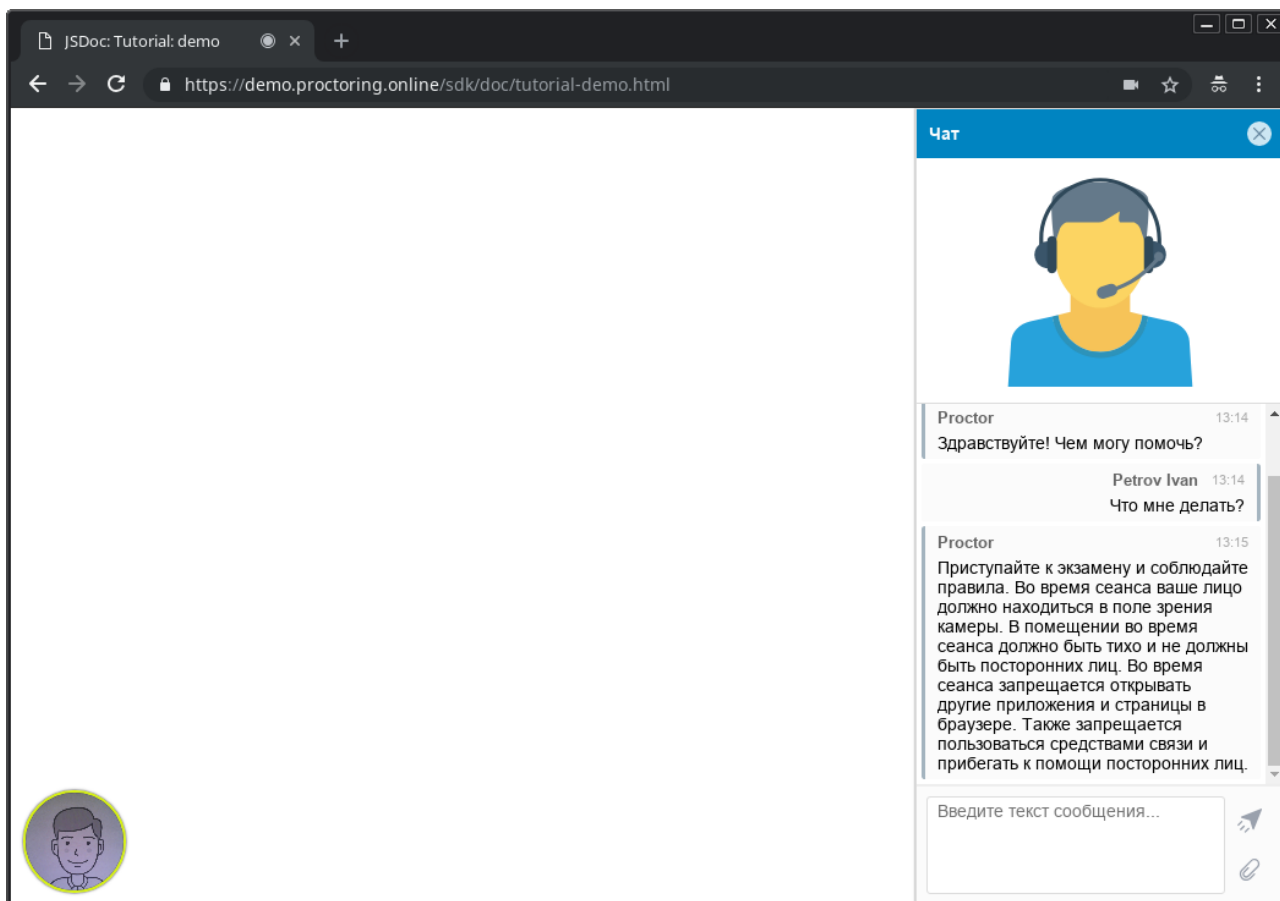 JSDoc: Tutorial: demo
https://demo.proctoring.online/sdk/doc/tutorial-demo.html
Чат
Proctor 13:14
Здравствуйте! Чем могу помочь?
Petrov Ivan 13:14
Что мне делать?
Proctor 13:15
Приступайте к экзамену и соблюдайте
правила. Во время сеанса ваше лицо
должно находиться в поле зрения
камеры. В помещении во время
сеанса должно быть тихо и не должны
быть посторонних лиц. Во время
сеанса запрещается открывать
другие приложения и страницы в
браузере. Также запрещается
пользоваться средствами связи и
прибегать к помощи посторонних лиц.
Введите текст сообщения...